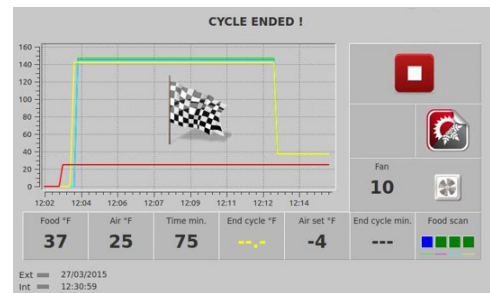 CYCLE ENDED !
160
140
120
100
80
60
40
20
0
12:02 12:04 12:06 12:07 12:09 12:11 12:12 12:14
Fan
10
Food °F Air °F Time min. End cycle °F Air set °F End cycle min. Food scan
37 25 75 --.- -4 ---
Ext 27/03/2015
Int 12:30:59